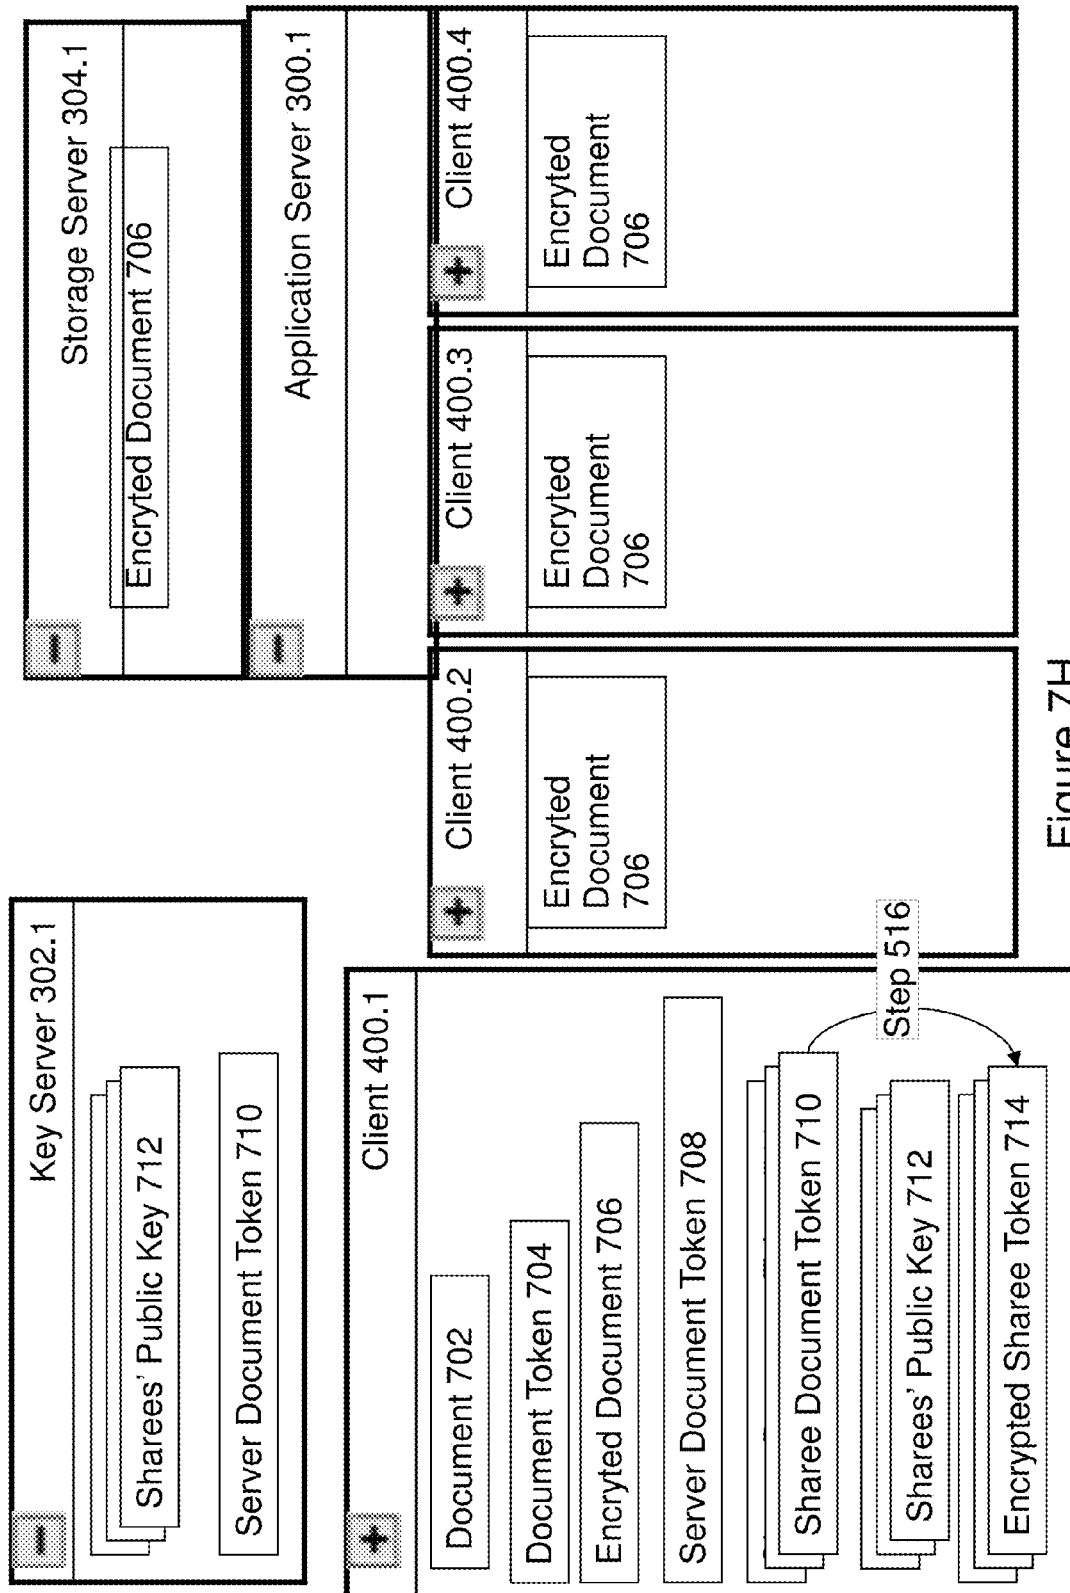 Key Server 302.1
Sharees' Public Key 712
Server Document Token 710
Storage Server 304.1
Encryted Document 706
Application Server 300.1
Client 400.1
Document 702
Document Token 704
Encryted Document 706
Server Document Token 708
Sharee Document Token 710
Sharees' Public Key 712
Encrypted Sharee Token 714
Step 516
Client 400.2
Encryted
Document
706
Client 400.3
Encryted
Document
706
Client 400.4
Encryted
Document
706
Figure 7H